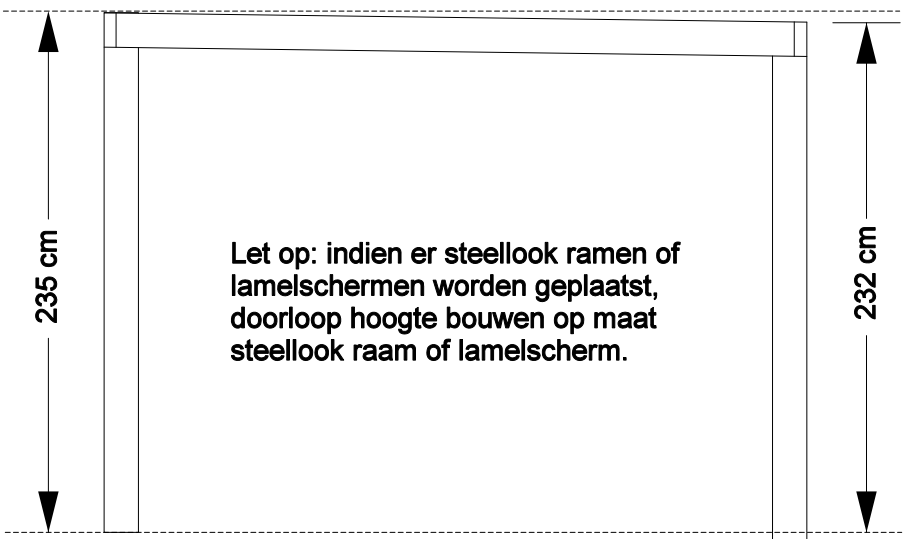 235 cm
Let op: indien er steellook ramen of
lamelschermen worden geplaatst,
doorloop hoogte bouwen op maat
steellook raam of lamelscherm.
232 cm